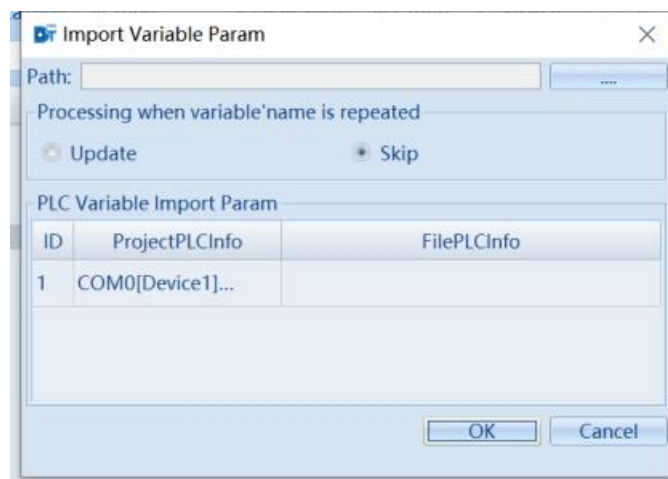 Import Variable Param
Path:
....
Processing when variable'name is repeated
Update
Skip
PLC Variable Import Param
ID ProjectPLCInfo FilePLCInfo
1 COM0[Device1]...
OK Cancel